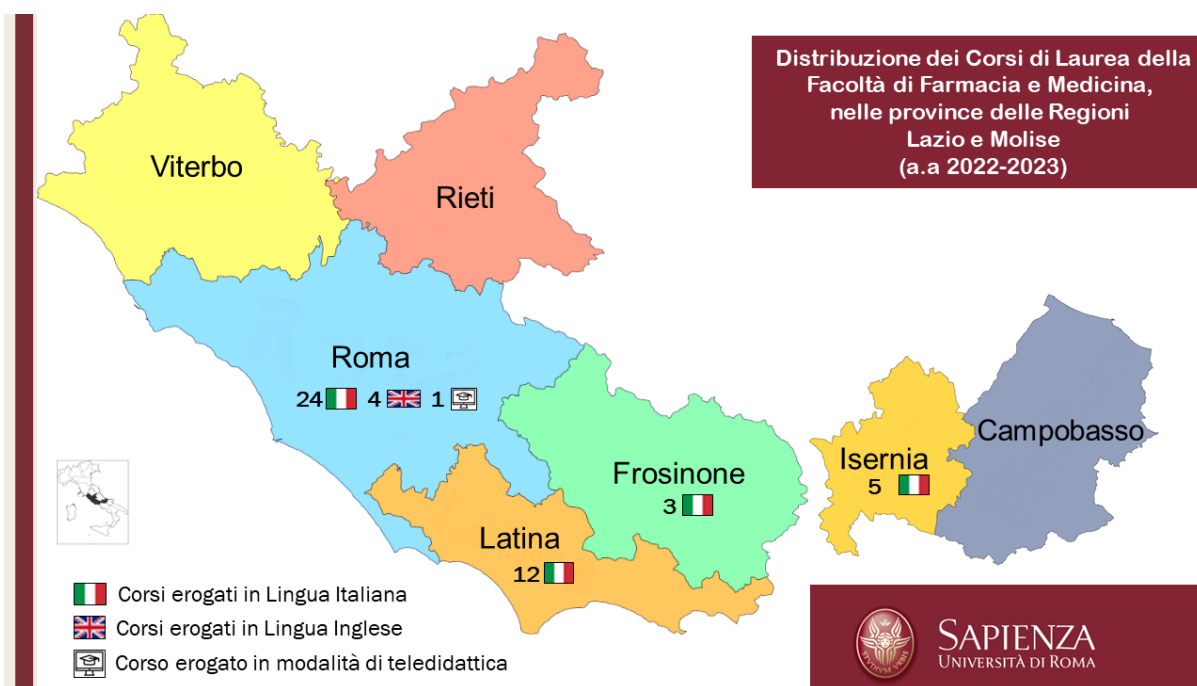 Distribuzione dei Corsi di Laurea della
Facoltà di Farmacia e Medicina,
nelle province delle Regioni
Lazio e Molise
(a.a 2022-2023)
Viterbo
Rieti
Roma
24 4 1
Frosinone
3
Latina
12
Isernia
5
Campobasso
Corsi erogati in Lingua Italiana
Corsi erogati in Lingua Inglese
Corso erogato in modalità di teledidattica
STVDIVM VRBIS
SAPIENZA
UNIVERSITÀ DI ROMA